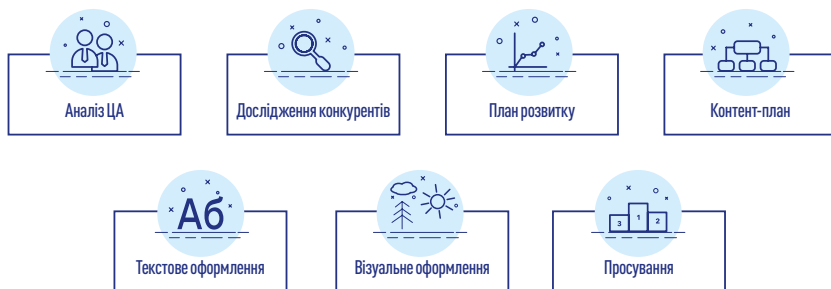 Аналіз ЦА
Дослідження конкурентів
План розвитку
Контент-план
Аб
Текстове оформлення
Візуальне оформлення
3 1 2
Просування